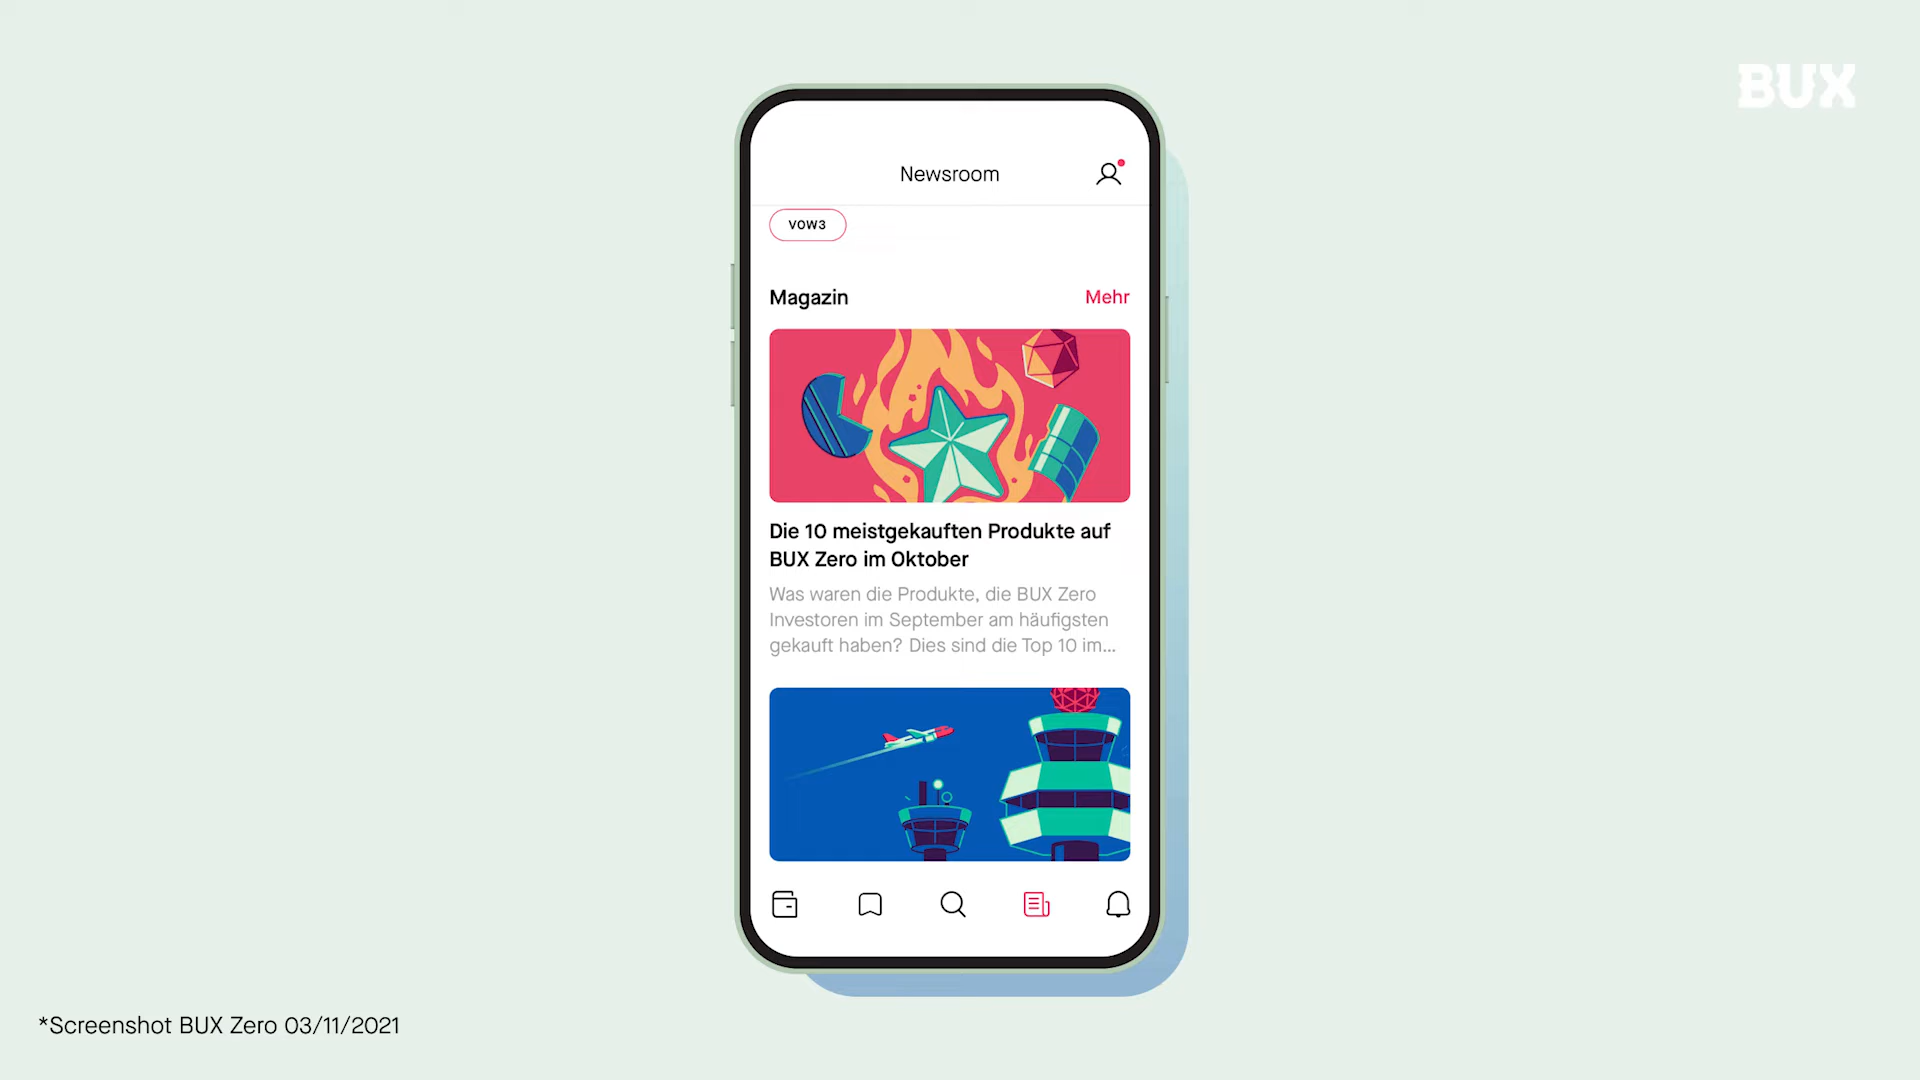 BUX
Newsroom
VOW3
Magazin
Mehr
Die 10 meistgekauften Produkte auf
BUX Zero im Oktober
Was waren die Produkte, die BUX Zero
Investoren im September am häufigsten
gekauft haben? Dies sind die Top 10 im...
*Screenshot BUX Zero 03/11/2021